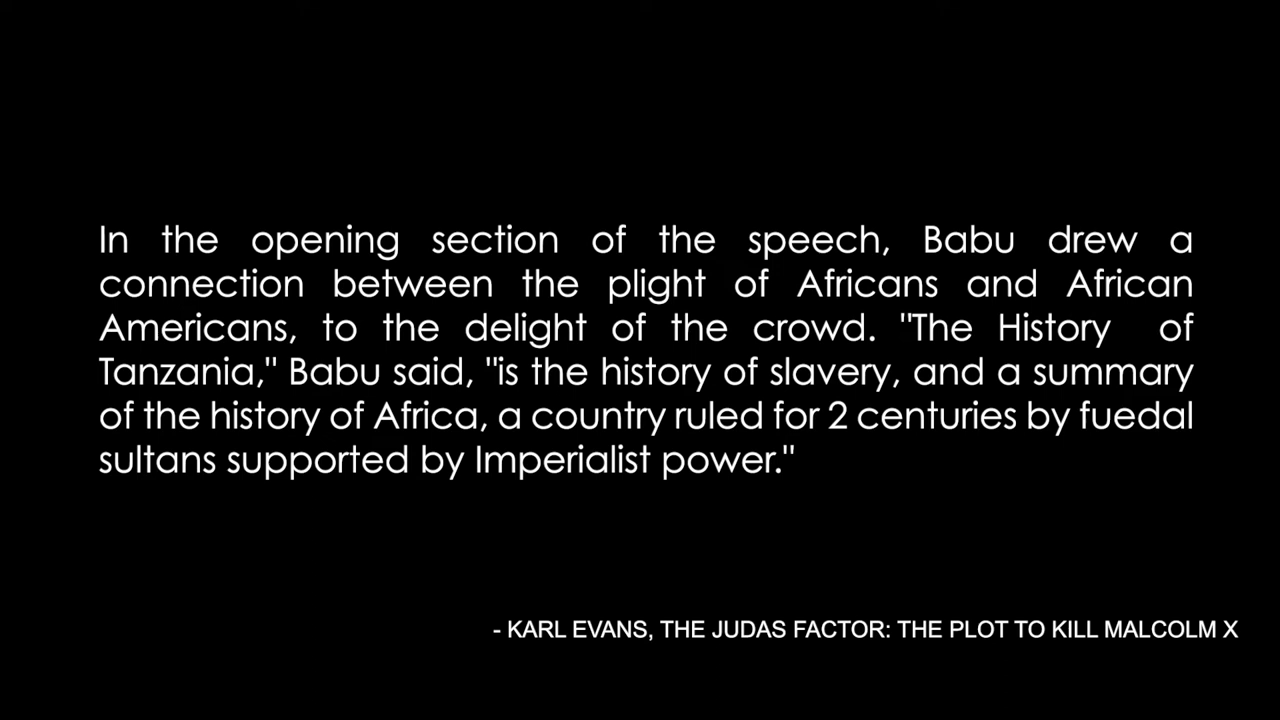 In the opening section of the speech, Babu drew a
connection between the plight of Africans and African
Americans, to the delight of the crowd. "The History of
Tanzania," Babu said, "is the history of slavery, and a summary
of the history of Africa, a country ruled for 2 centuries by fuedal
sultans supported by Imperialist power."
- KARL EVANS, THE JUDAS FACTOR: THE PLOT TO KILL MALCOLM X